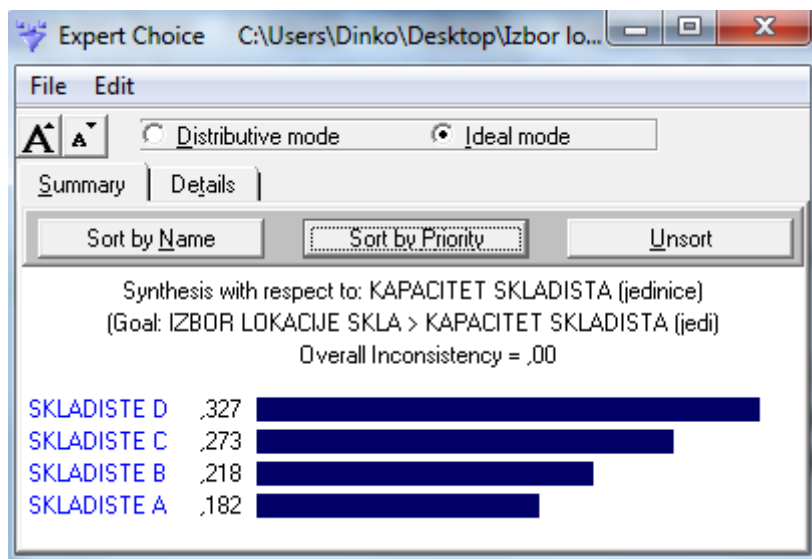 Expert Choice C:\Users\Dinko\Desktop\Izbor lo...
File Edit
A A Distributive mode Ideal mode
Summary Details
Sort by Name Sort by Priority Unsort
Synthesis with respect to: KAPACITET SKLADISTA (jedinice)
(Goal: IZBOR LOKACIJE SKLA > KAPACITET SKLADISTA (jedi)
Overall Inconsistency = ,00
SKLADISTE D ,327
SKLADISTE C ,273
SKLADISTE B ,218
SKLADISTE A ,182